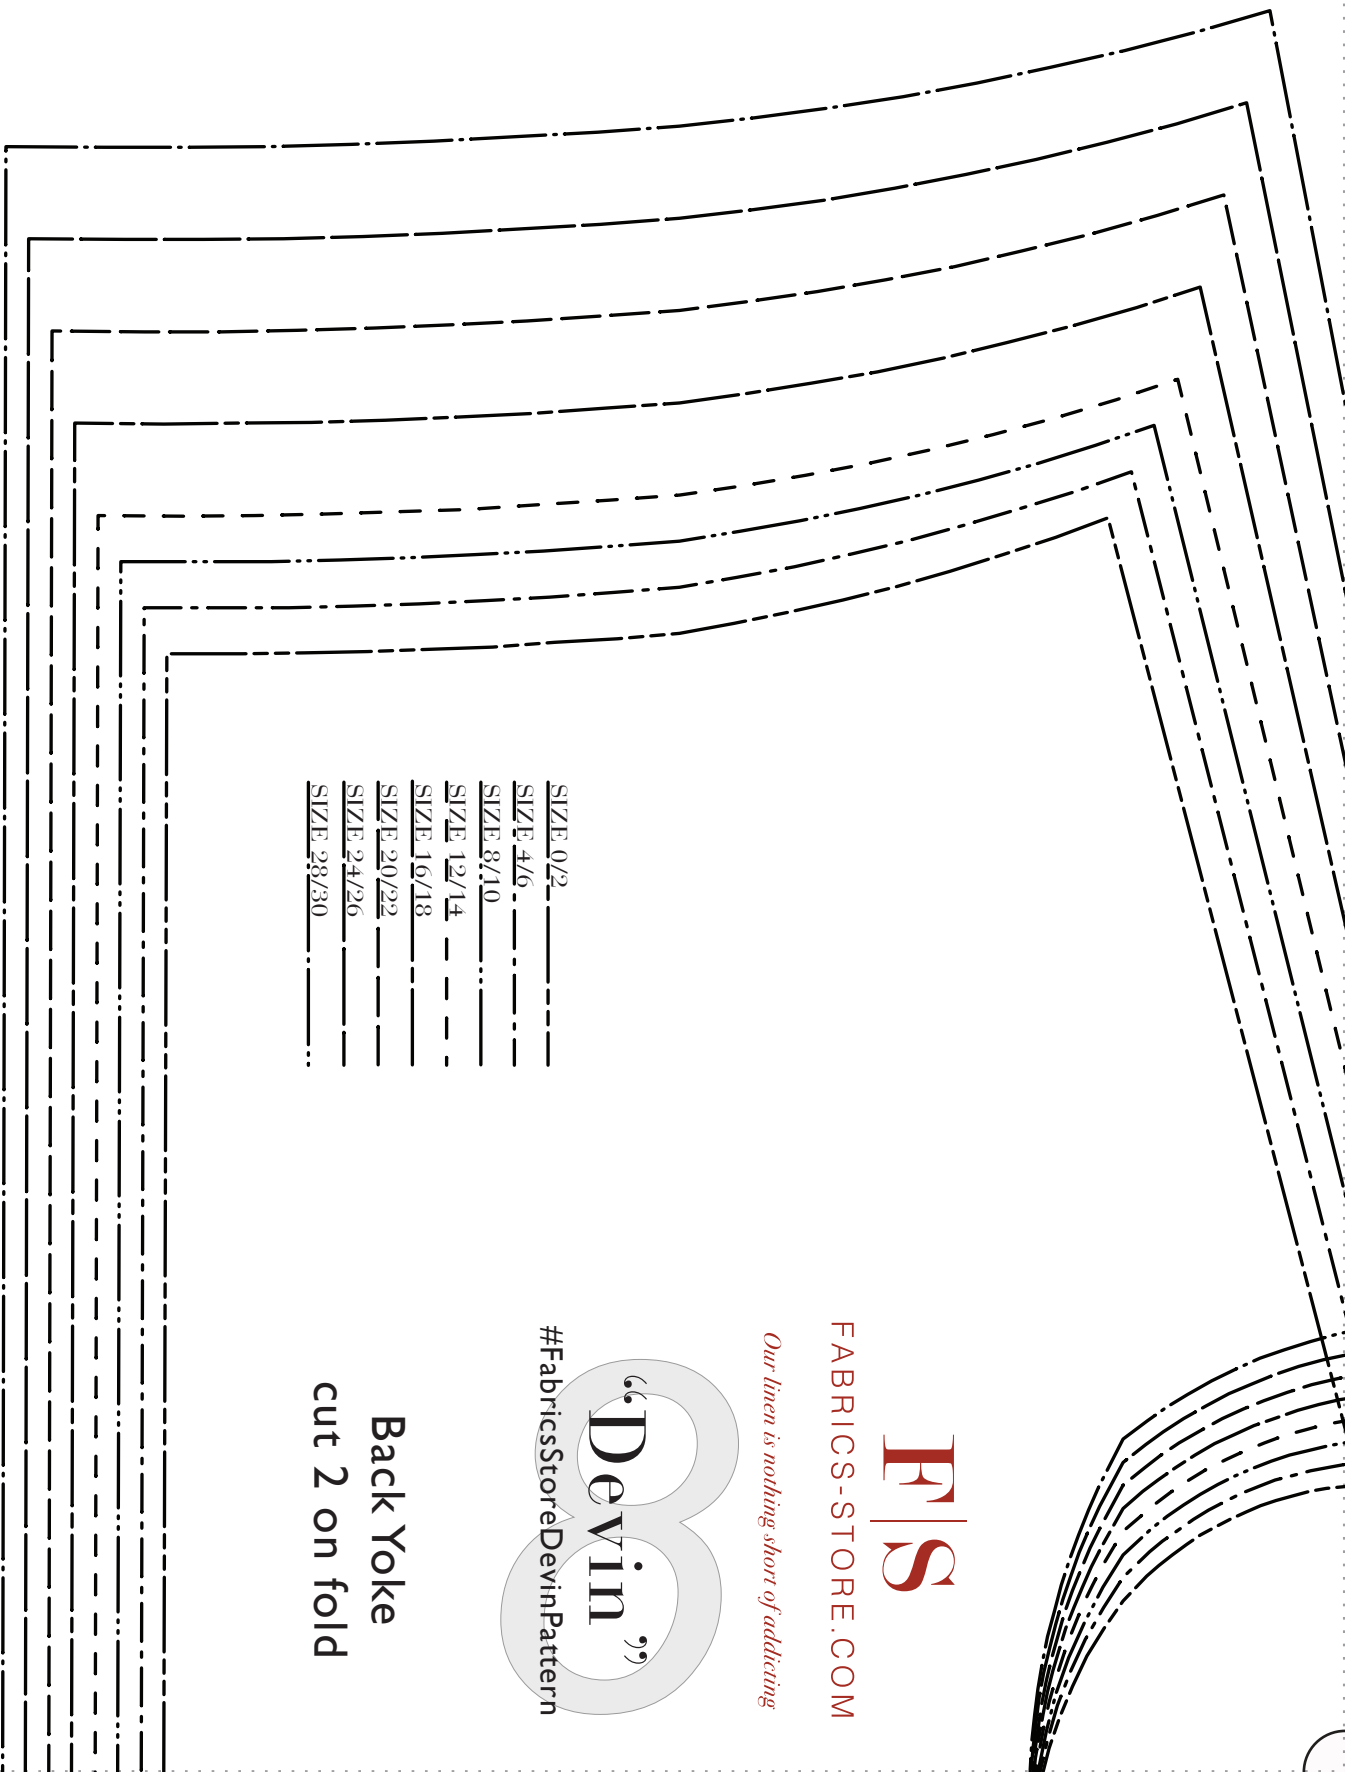 F|S
FABRICS-STORE.COM
Our linen is nothing short of addicting
8
“Devin”
#FabricsStoreDevinPattern
Back Yoke
cut 2 on fold
SIZE 0/2
SIZE 4/6
SIZE 8/10
SIZE 12/14
SIZE 16/18
SIZE 20/22
SIZE 24/26
SIZE 28/30